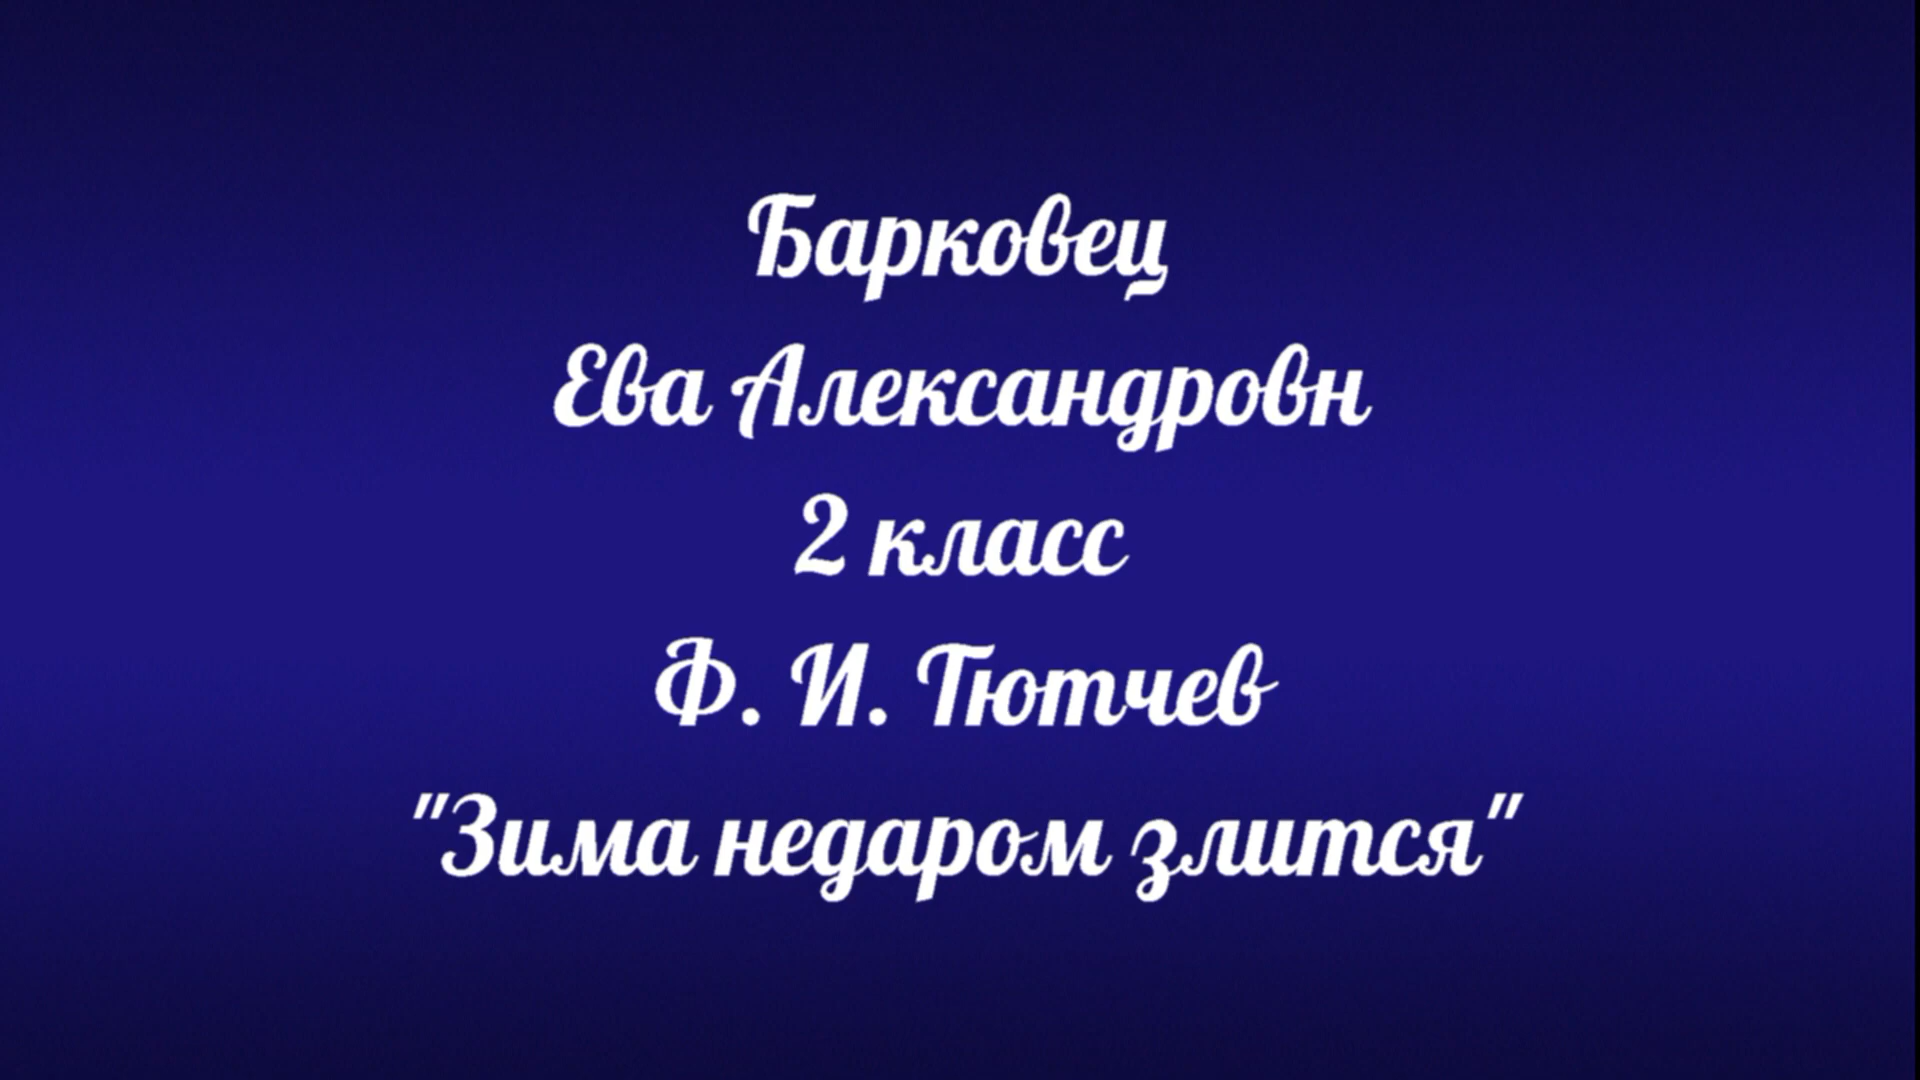 Барковец
Ева Александровн
2 класс
Ф. И. Тютчев
"Зима недаром злится"